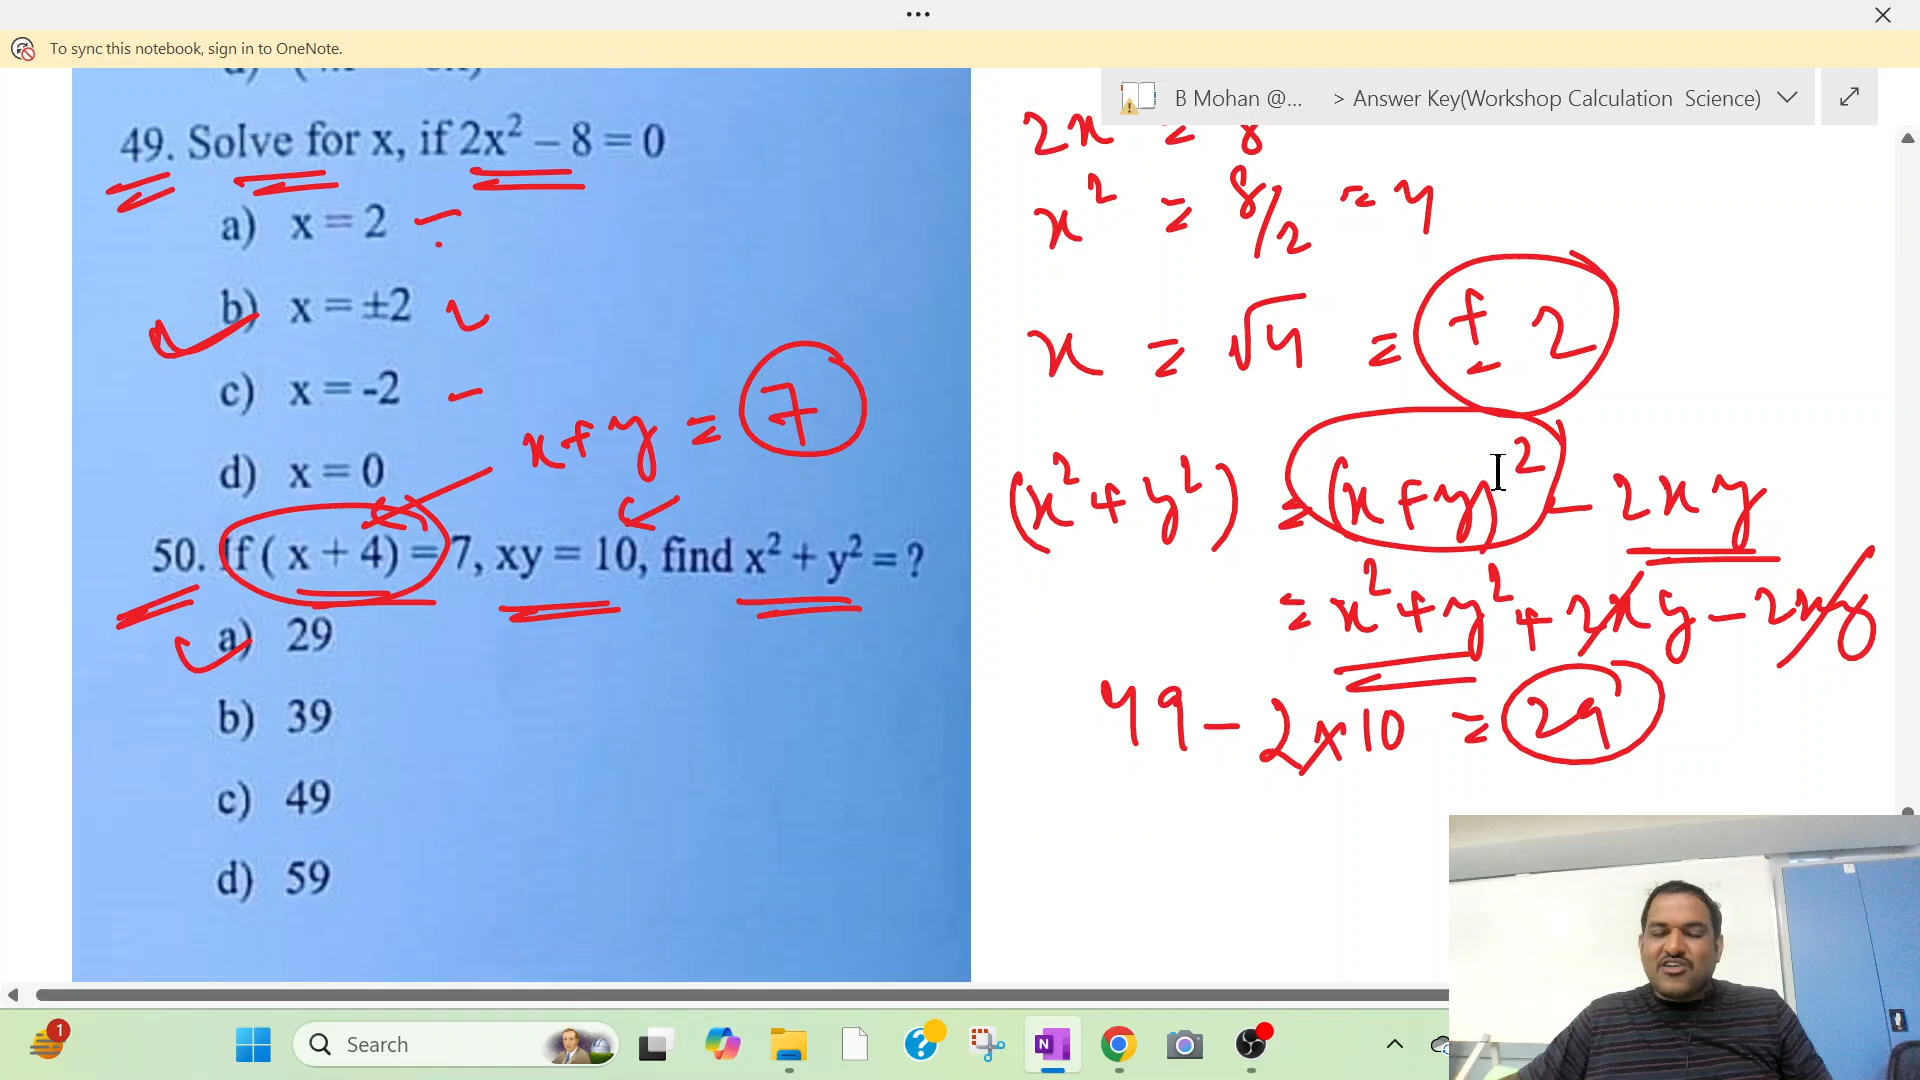 To sync this notebook, sign in to OneNote.
B Mohan @... > Answer Key(Workshop Calculation Science)
49. Solve for x, if 2x² – 8 = 0
a) x = 2
b) x = ±2
c) x = -2
d) x = 0
x+y = 7
50. If ( x + 4) = 7, xy = 10, find x² + y² = ?
a) 29
b) 39
c) 49
d) 59
2x² = 8
x² = 8/2 = 4
x = √4 = ± 2
(x² + y²) = (x + y)² – 2xy
= x² + y² + 2xy – 2xy
49 – 2×10 = 29
1
Search